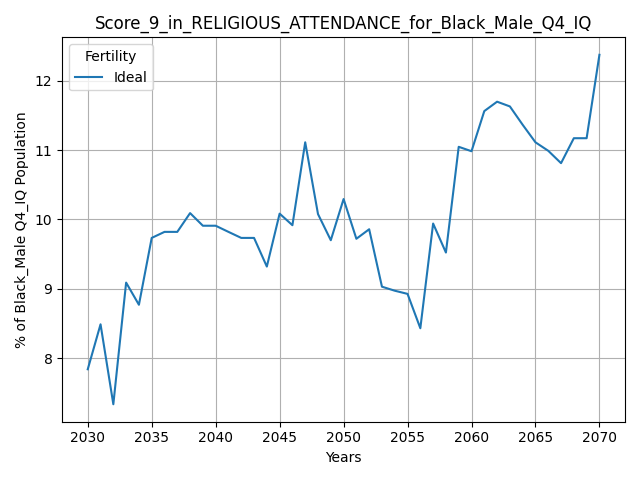 Score_9_in_RELIGIOUS_ATTENDANCE_for_Black_Male_Q4_IQ
Fertility
Ideal
% of Black_Male Q4_IQ Population
12
11
10
9
8
2030 2035 2040 2045 2050 2055 2060 2065 2070
Years